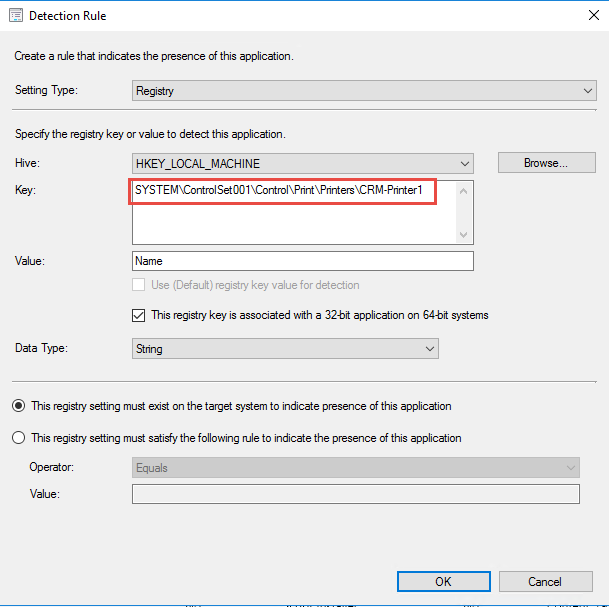 Detection Rule
Create a rule that indicates the presence of this application.
Setting Type:
Registry
Specify the registry key or value to detect this application.
Hive:
HKEY_LOCAL_MACHINE
Browse...
Key:
SYSTEM\ControlSet001\Control\Print\Printers\CRM-Printer1
Value:
Name
Use (Default) registry key value for detection
This registry key is associated with a 32-bit application on 64-bit systems
Data Type:
String
This registry setting must exist on the target system to indicate presence of this application
This registry setting must satisfy the following rule to indicate the presence of this application
Operator:
Equals
Value:
OK
Cancel